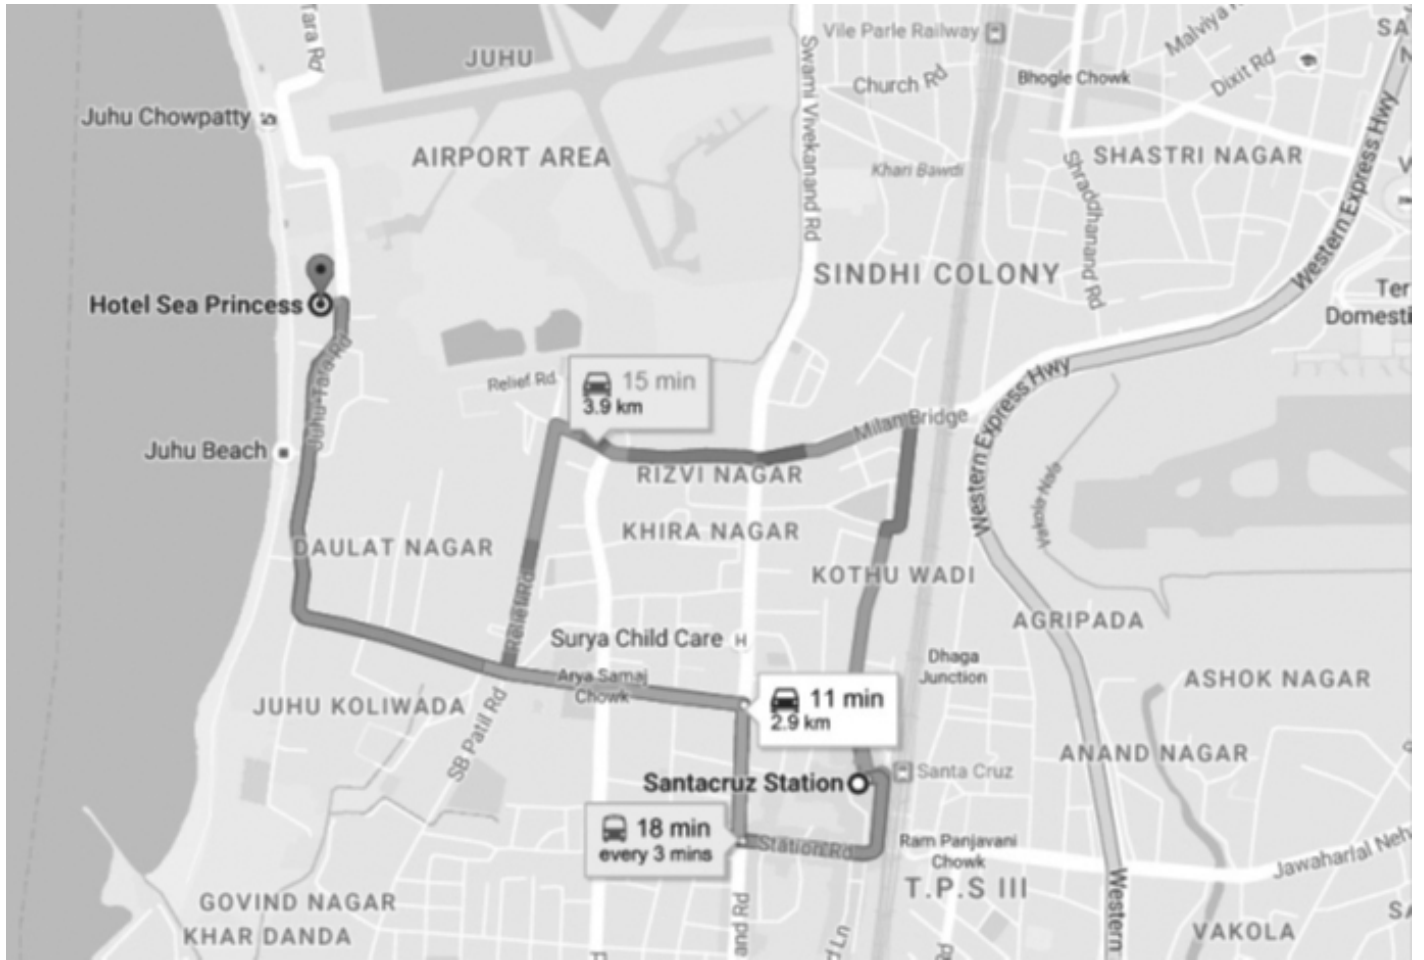 Tara Rd
JUHU
Vile Parle Railway
Malviya
SA
N
Church Rd
Bhogle Chowk
Dixit Rd
Juhu Chowpatty
AIRPORT AREA
Swami Vivekanand Rd
Khari Bawdi
SHASTRI NAGAR
Western Express Hwy
V
Shraddhanand Rd
SINDHI COLONY
Western Express Hwy
Hotel Sea Princess
Ter
Domesti
Juhu Tara Rd
Relief Rd
15 min
3.9 km
Milan Bridge
Western Express Hwy
Juhu Beach
RIZVI NAGAR
Vakola Nala
KHIRA NAGAR
DAULAT NAGAR
KOTHU WADI
Relief Rd
AGRIPADA
Surya Child Care
H
Dhaga
Junction
Arya Samaj
Chowk
ASHOK NAGAR
JUHU KOLIWADA
11 min
2.9 km
SB Patil Rd
ANAND NAGAR
Santacruz Station
Santa Cruz
18 min
every 3 mins
Station Rd
Ram Panjavani
Chowk
Jawaharlal Neh
T.P.S III
Western
GOVIND NAGAR
and Rd
d Ln
SA
KHAR DANDA
VAKOLA